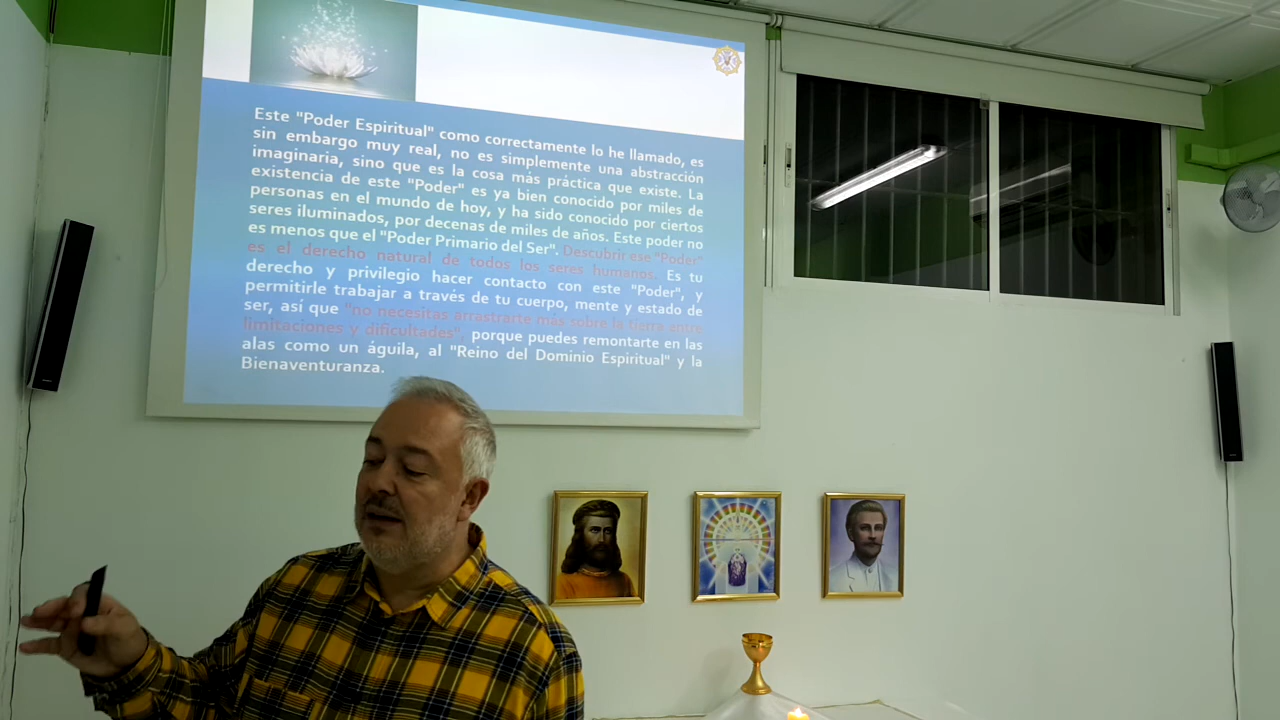 Este "Poder Espiritual" como correctamente lo he llamado, es
sin embargo muy real, no es simplemente una abstracción
imaginaria, sino que es la cosa más práctica que existe. La
existencia de este "Poder" es ya bien conocido por miles de
personas en el mundo de hoy, y ha sido conocido por ciertos
seres iluminados, por decenas de miles de años. Este poder no
es menos que el "Poder Primario del Ser". Descubrir ese "Poder"
es el derecho natural de todos los seres humanos. Es tu
derecho y privilegio hacer contacto con este "Poder", y
permitirle trabajar a través de tu cuerpo, mente y estado de
ser, así que "no necesitas arrastrarte más sobre la tierra entre
limitaciones y dificultades", porque puedes remontarte en las
alas como un águila, al "Reino del Dominio Espiritual" y la
Bienaventuranza.